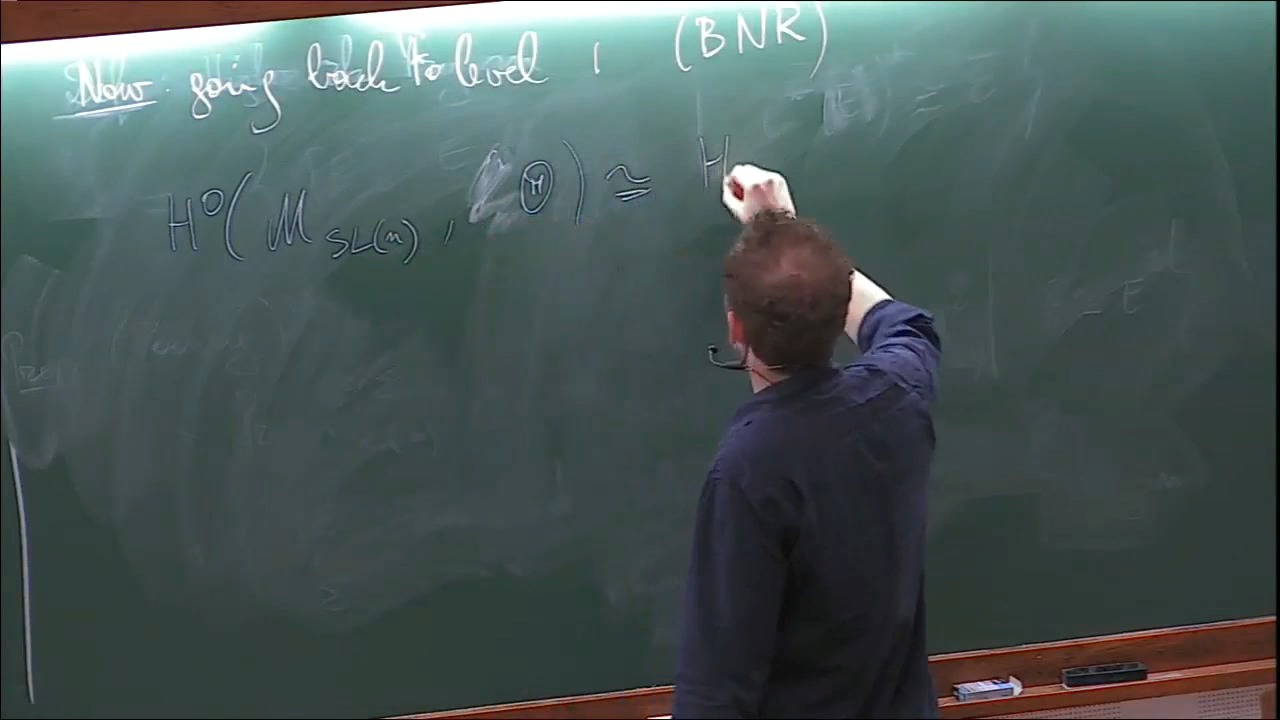 Now: going back to level 1 (BNR)
H⁰(M_SL(n), Θ) ≅ H